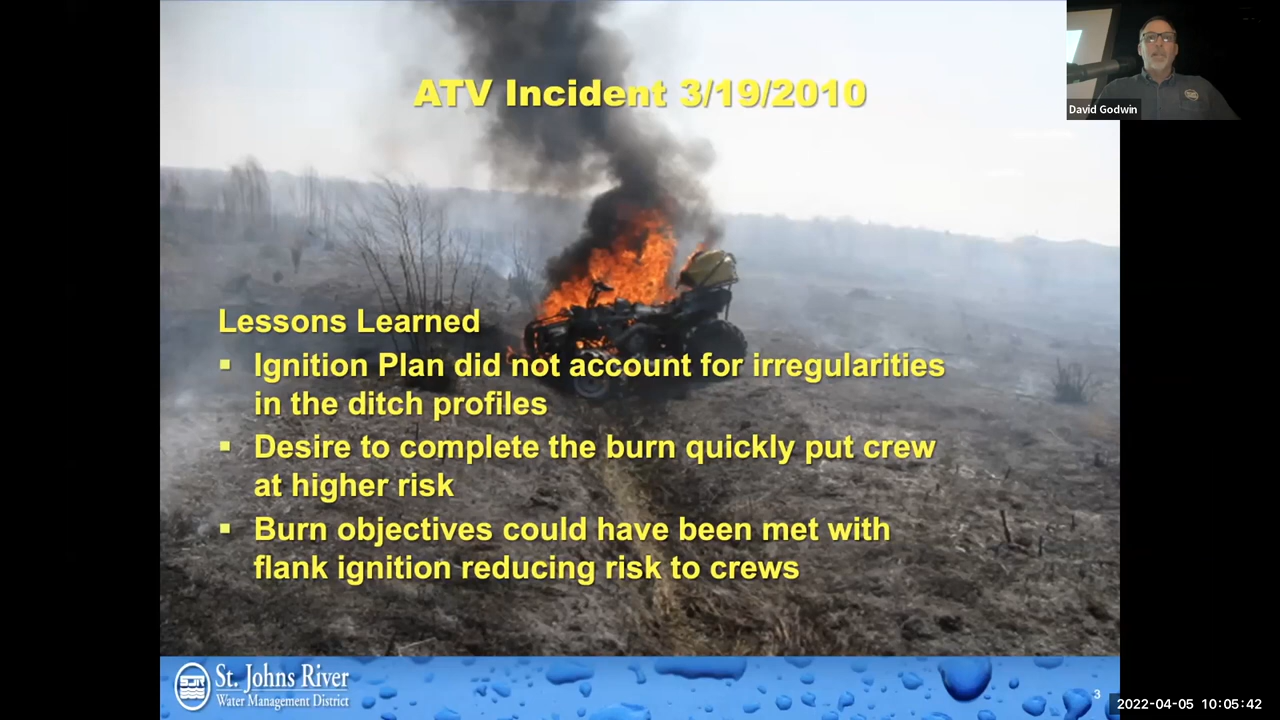 ATV Incident 3/19/2010
David Godwin
Lessons Learned
▪ Ignition Plan did not account for irregularities
in the ditch profiles
▪ Desire to complete the burn quickly put crew
at higher risk
▪ Burn objectives could have been met with
flank ignition reducing risk to crews
SJR
St. Johns River
Water Management District
3
2022-04-05 10:05:42